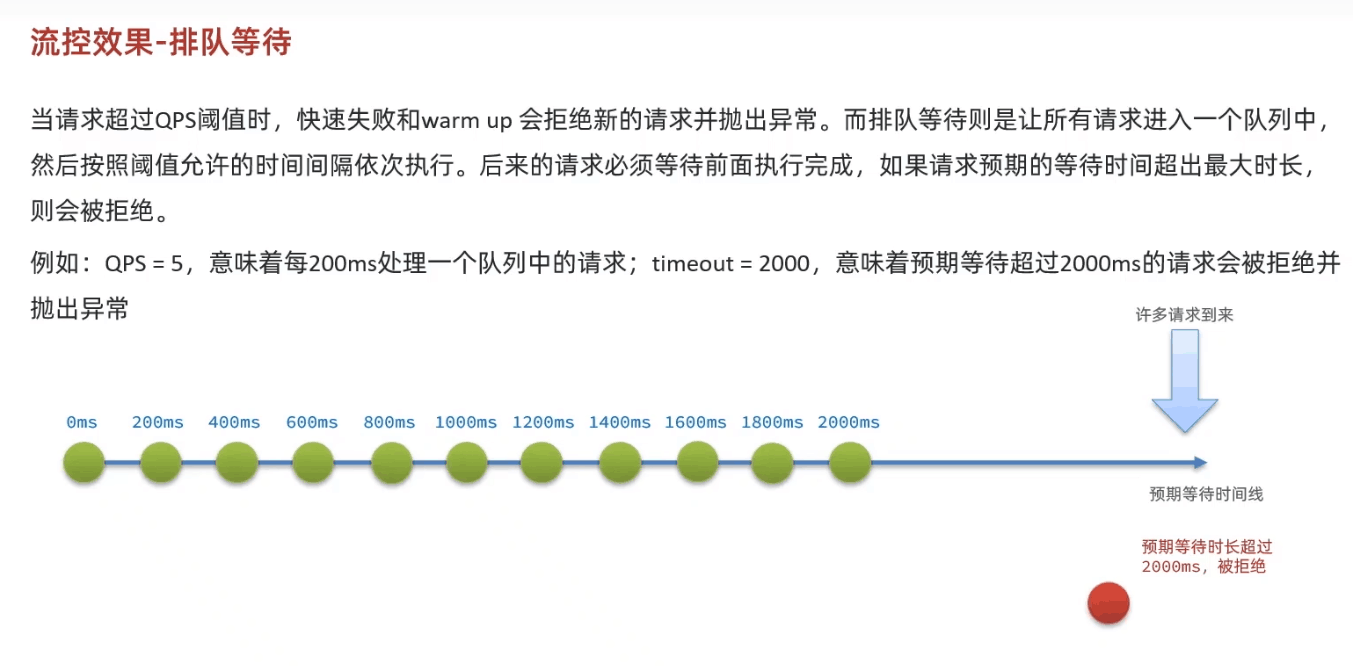 流控效果-排队等待
当请求超过QPS阈值时，快速失败和warm up 会拒绝新的请求并抛出异常。而排队等待则是让所有请求进入一个队列中，
然后按照阈值允许的时间间隔依次执行。后来的请求必须等待前面执行完成，如果请求预期的等待时间超出最大时长，
则会被拒绝。
例如：QPS = 5，意味着每200ms处理一个队列中的请求；timeout = 2000，意味着预期等待超过2000ms的请求会被拒绝并
抛出异常
许多请求到来
0ms 200ms 400ms 600ms 800ms 1000ms 1200ms 1400ms 1600ms 1800ms 2000ms
预期等待时间线
预期等待时长超过
2000ms，被拒绝